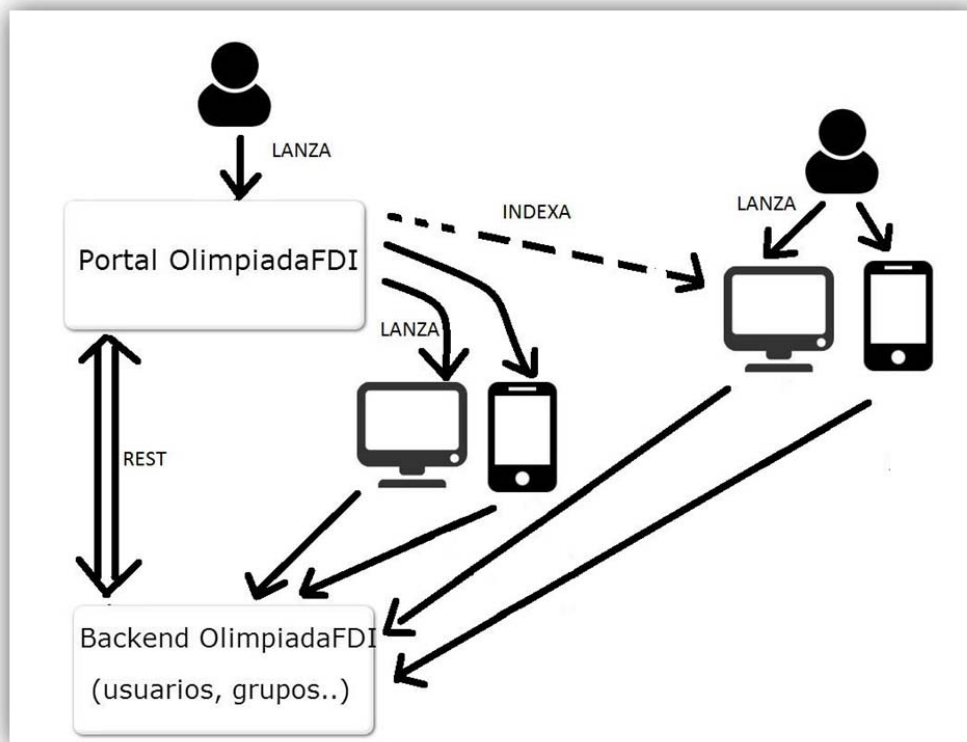 LANZA
Portal OlimpiadaFDI
INDEXA
LANZA
LANZA
REST
Backend OlimpiadaFDI
(usuarios, grupos..)